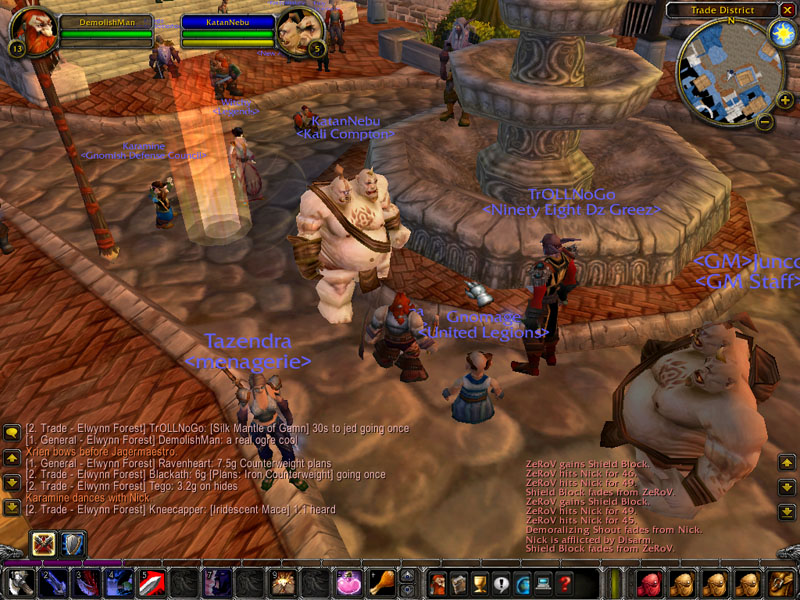 DemolishMan
13
KatanNebu
5
Trade District
N
KatanNebu
<Kali Compton>
Karamine
<Gnomish Defense Council>
TrOLLNoGo
<Ninety Eight Dz Greez>
<GM>Junco
<GM Staff>
Gnomage
<United Legions>
Tazendra
<menagerie>
[2. Trade - Elwynn Forest] TrOLLNoGo: [Silk Mantle of Gamn] 30s to jed going once
[1. General - Elwynn Forest] DemolishMan: a real ogre cool
Xrien bows before Jagermaestro.
[1. General - Elwynn Forest] Ravenheart: 7.5g Counterweight plans
[2. Trade - Elwynn Forest] Blackath: 6g [Plans: Iron Counterweight] going once
[2. Trade - Elwynn Forest] Tego: 3.2g on hides
Karamine dances with Nick.
[2. Trade - Elwynn Forest] Kneecapper: [Iridescent Mace] 1:1 heard
ZeRoV gains Shield Block.
ZeRoV hits Nick for 46.
ZeRoV hits Nick for 49.
Shield Block fades from ZeRoV.
ZeRoV gains Shield Block.
ZeRoV hits Nick for 49.
ZeRoV hits Nick for 45.
Demoralizing Shout fades from Nick.
Nick is afflicted by Disarm.
Shield Block fades from ZeRoV.